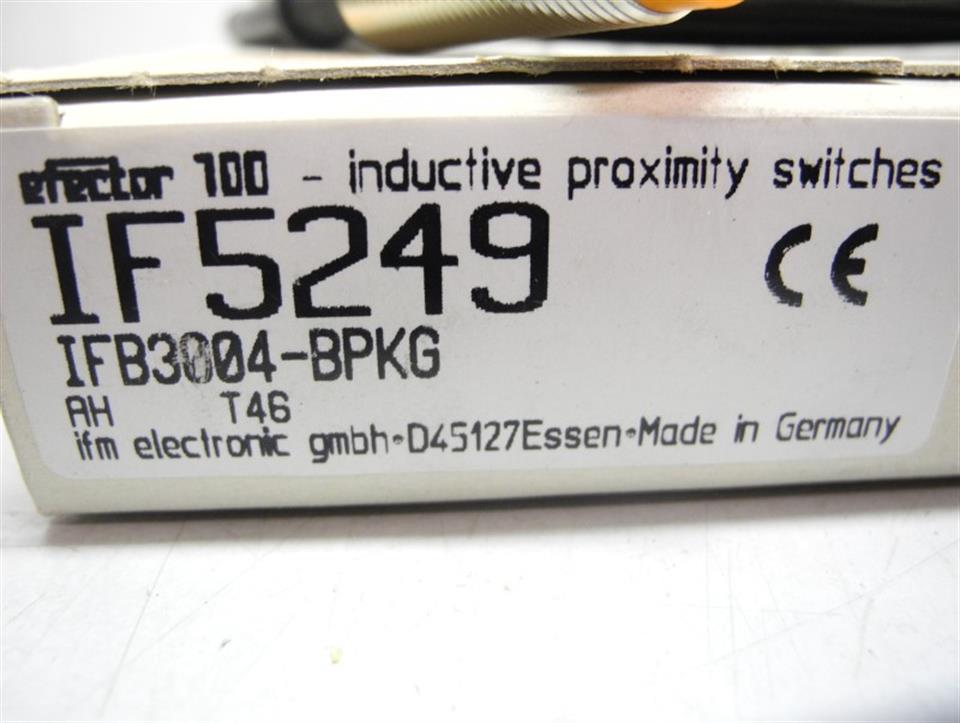 efector 100 - inductive proximity switches
IF5249 CE
IFB3004-BPKG
AH T46
ifm electronic gmbh•D45127Essen•Made in Germany